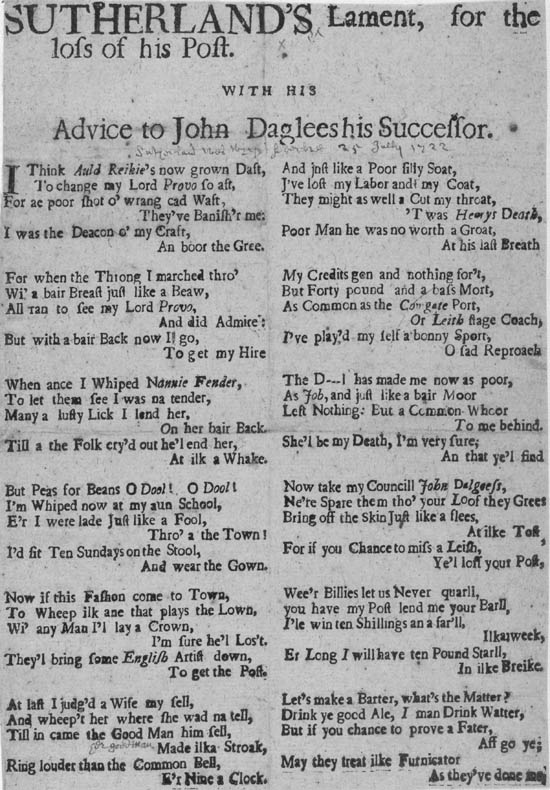 SUTHERLAND'S Lament, for the
loſs of his Poſt.
WITH HIS
Advice to John Daglees his Succeſſor.
25 July 1722
I Think Auld Reikie's now grown Daft,
To change my Lord Provo ſo aft,
For ae poor ſhot o' wrang cad Waft,
They've Baniſh'r me:
I was the Deacon o' my Craft,
An boor the Gree.
For when the Throng I marched thro'
Wi' a bair Breaſt juſt like a Beaw,
All ran to ſee my Lord Provo,
And did Admire:
But with a bair Back now I'l go,
To get my Hire
When ance I Whiped Nannie Fender,
To let them ſee I was na tender,
Many a luſty Lick I lend her,
On her bair Back.
Till a the Folk cry'd out he'l end her,
At ilk a Whake.
But Peas for Beans O Dool! O Dool!
I'm Whiped now at my aun School,
E'r I were lade Juſt like a Fool,
Thro' a the Town!
I'd ſit Ten Sundays on the Stool,
And wear the Gown.
Now if this Faſhon come to Town,
To Wheep ilk ane that plays the Lown,
Wi' any Man I'l lay a Crown,
I'm ſure he'l Los't.
They'l bring ſome Engliſh Artiſt down,
To get the Poſt.
At laſt I judg'd a Wife my ſell,
And wheep't her where ſhe wad na tell,
Till in came the Good Man him ſell,
Made ilka Stroak,
Ring louder than the Common Bell,
E'r Nine a Clock.
And jnſt like a Poor ſilly Soat,
I've loſt my Labor and my Coat,
They might as well a Cut my throat,
'T was Henrys Death,
Poor Man he was no worth a Groat,
At his laſt Breath
My Credits gen and nothing for't,
But Forty pound and a baſs Mort,
As Common as the Congate Port,
Or Leith ſtage Coach,
I've play'd my ſelf a bonny Sport,
O ſad Reproach
The D---l has made me now as poor,
As Job, and juſt like a bair Moor
Left Nothing: But a Common Whoor
To me behind.
She'l be my Death, I'm very ſure;
An that ye'l find
Now take my Councill John Dalgeeſs,
Ne're Spare them tho' your Loof they Grees
Bring off the Skin Juſt like a flees,
At ilke Toſt,
For if you Chance to miſs a Leiſh,
Ye'l loſſ your Poſt,
Wee'r Billies let us Never quarll,
you have my Poſt lend me your Barll,
I'le win ten Shillings an a far'll,
Ilka week,
Er Long I will have ten Pound Starll,
In ilke Breike.
Let's make a Barter, what's the Matter?
Drink ye good Ale, I man Drink Watter,
But if you chance to prove a Fater,
Aff go ye;
May they treat ilke Furnicator
As they've done me,